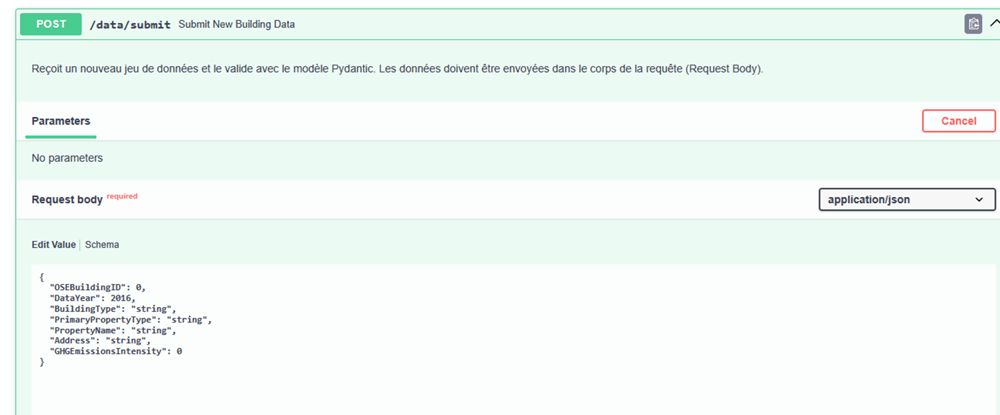 POST /data/submit Submit New Building Data
Reçoit un nouveau jeu de données et le valide avec le modèle Pydantic. Les données doivent être envoyées dans le corps de la requête (Request Body).
Parameters Cancel
No parameters
Request body required application/json
Edit Value Schema
{
"OSEBuildingID": 0,
"DataYear": 2016,
"BuildingType": "string",
"PrimaryPropertyType": "string",
"PropertyName": "string",
"Address": "string",
"GHGEmissionsIntensity": 0
}